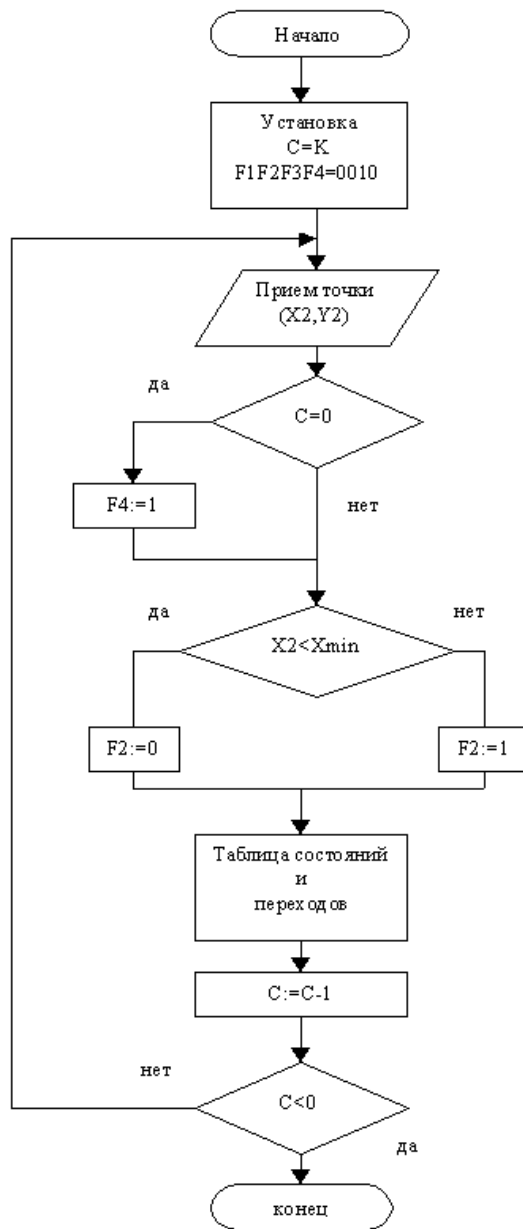 Начало
Установка
C=K
F1F2F3F4=0010
Прием точки
(X2,Y2)
да
C=0
F4:=1
нет
да
нет
X2<Xmin
F2:=0
F2:=1
Таблица состояний
и
переходов
C:=C-1
нет
C<0
да
конец